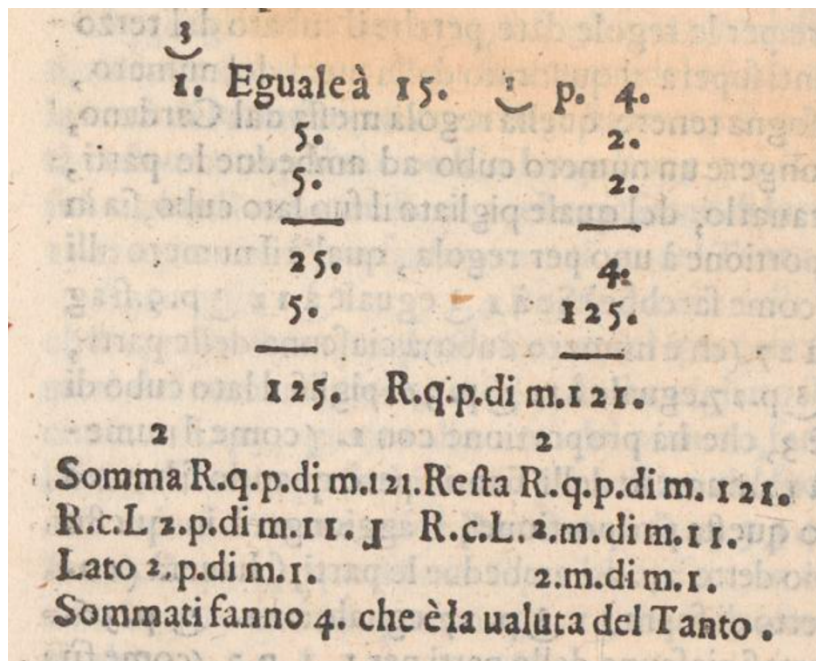 3
1. Eguale à 15. 1 p. 4.
5. 2.
5. 2.
25. 4.
5. 125.
125. R.q.p.di m.121.
2 2
Somma R.q.p.di m.121. Resta R.q.p.di m. 121.
R.c.L 2.p.di m.11.⅃ R.c.L.2.m.di m.11.
Lato 2.p.di m.1. 2.m.di m.1.
Sommati fanno 4. che è la ualuta del Tanto.